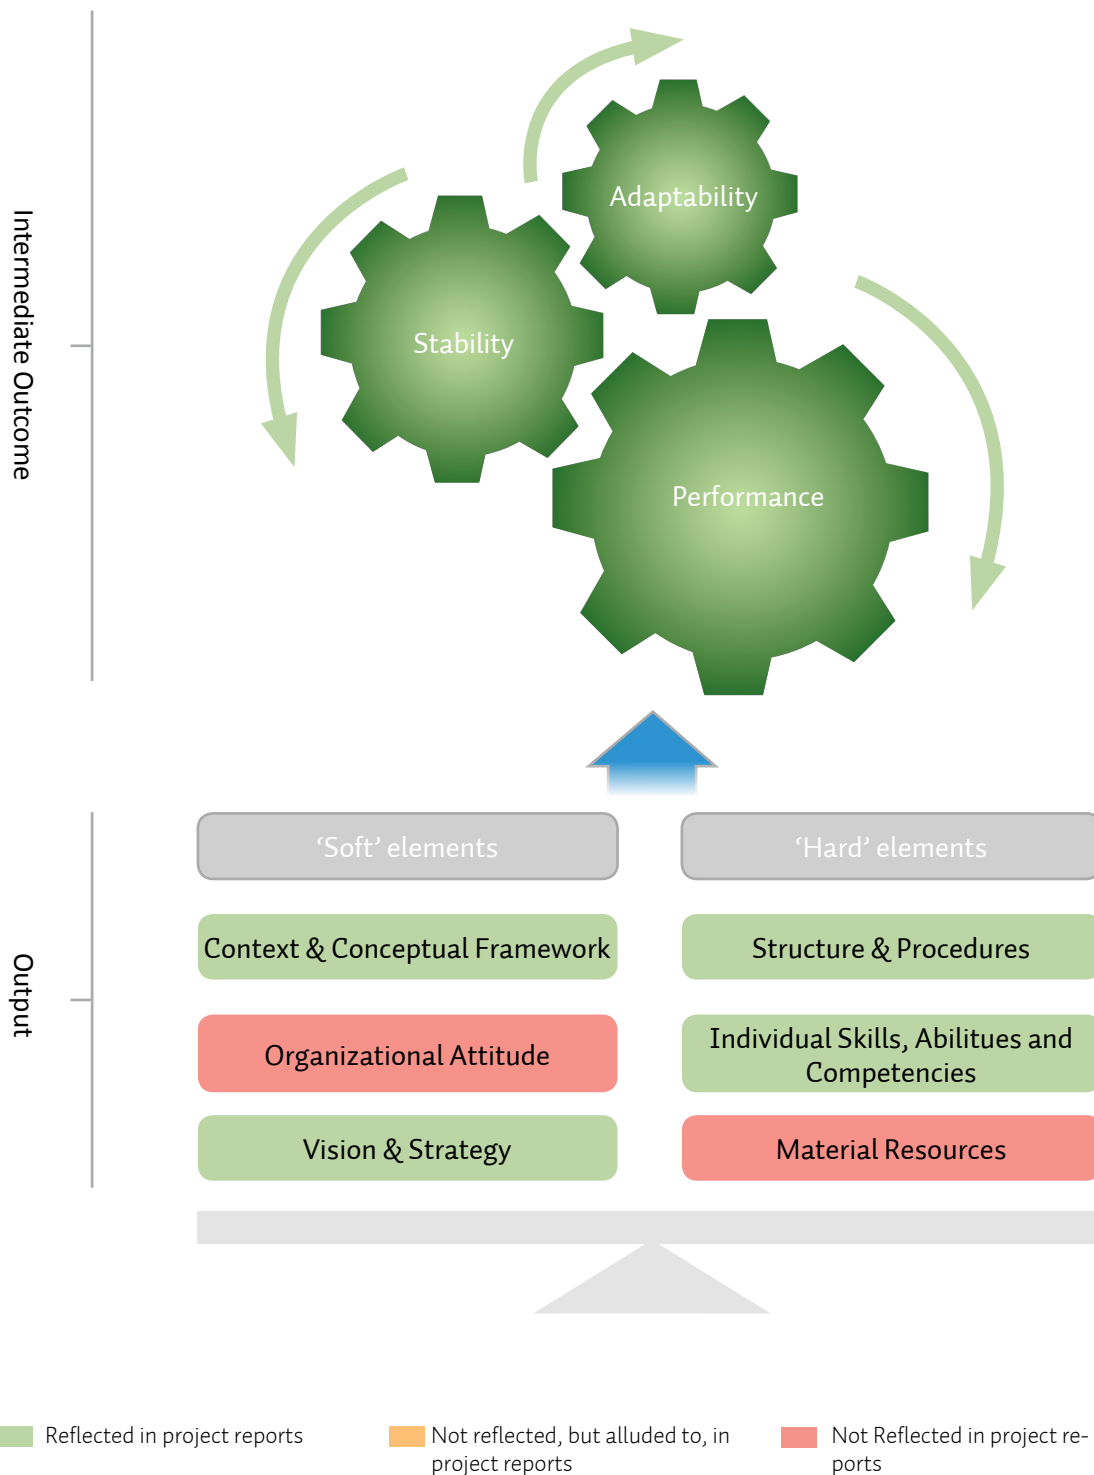 Intermediate Outcome
Adaptability
Stability
Performance
Output
‘Soft’ elements
‘Hard’ elements
Context & Conceptual Framework
Structure & Procedures
Organizational Attitude
Individual Skills, Abilitues and
Competencies
Vision & Strategy
Material Resources
Reflected in project reports
Not reflected, but alluded to, in
project reports
Not Reflected in project re-
ports